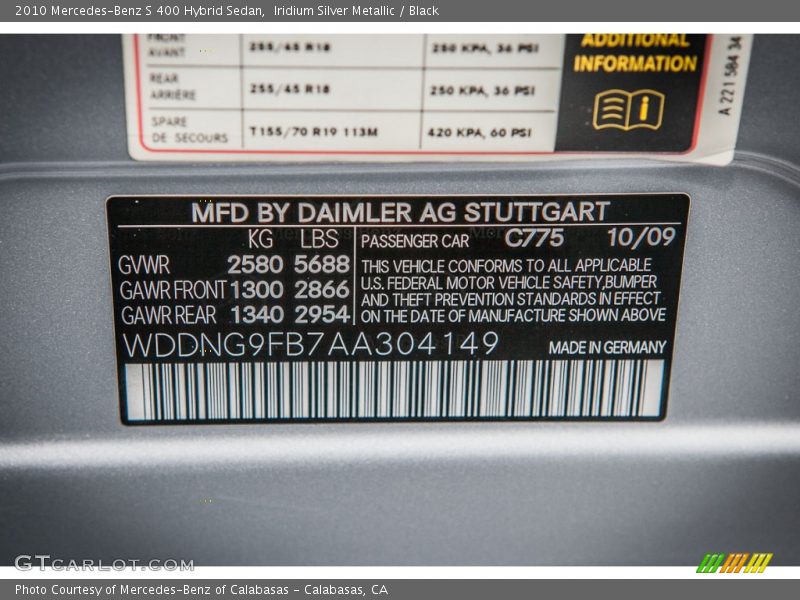 2010 Mercedes-Benz S 400 Hybrid Sedan, Iridium Silver Metallic / Black
FRONT
AVANT 255/45 R18 250 KPA, 36 PSI
REAR
ARRIÈRE 255/45 R18 250 KPA, 36 PSI
SPARE
DE SECOURS T155/70 R19 113M 420 KPA, 60 PSI
ADDITIONAL
INFORMATION
A 221 584 34
MFD BY DAIMLER AG STUTTGART
KG LBS
GVWR 2580 5688
GAWR FRONT 1300 2866
GAWR REAR 1340 2954
PASSENGER CAR C775 10/09
THIS VEHICLE CONFORMS TO ALL APPLICABLE
U.S. FEDERAL MOTOR VEHICLE SAFETY,BUMPER
AND THEFT PREVENTION STANDARDS IN EFFECT
ON THE DATE OF MANUFACTURE SHOWN ABOVE
WDDNG9FB7AA304149 MADE IN GERMANY
GTCARLOT.COM
Photo Courtesy of Mercedes-Benz of Calabasas - Calabasas, CA